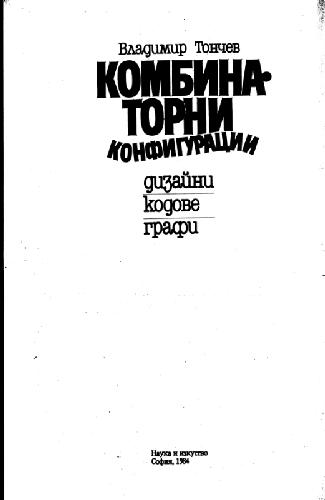 Владимир Тончев
КОМБИНА-
ТОРНИ
КОНФИГУРАЦИИ
дизайни
кодове
графи
Наука и изкуство
София, 1984